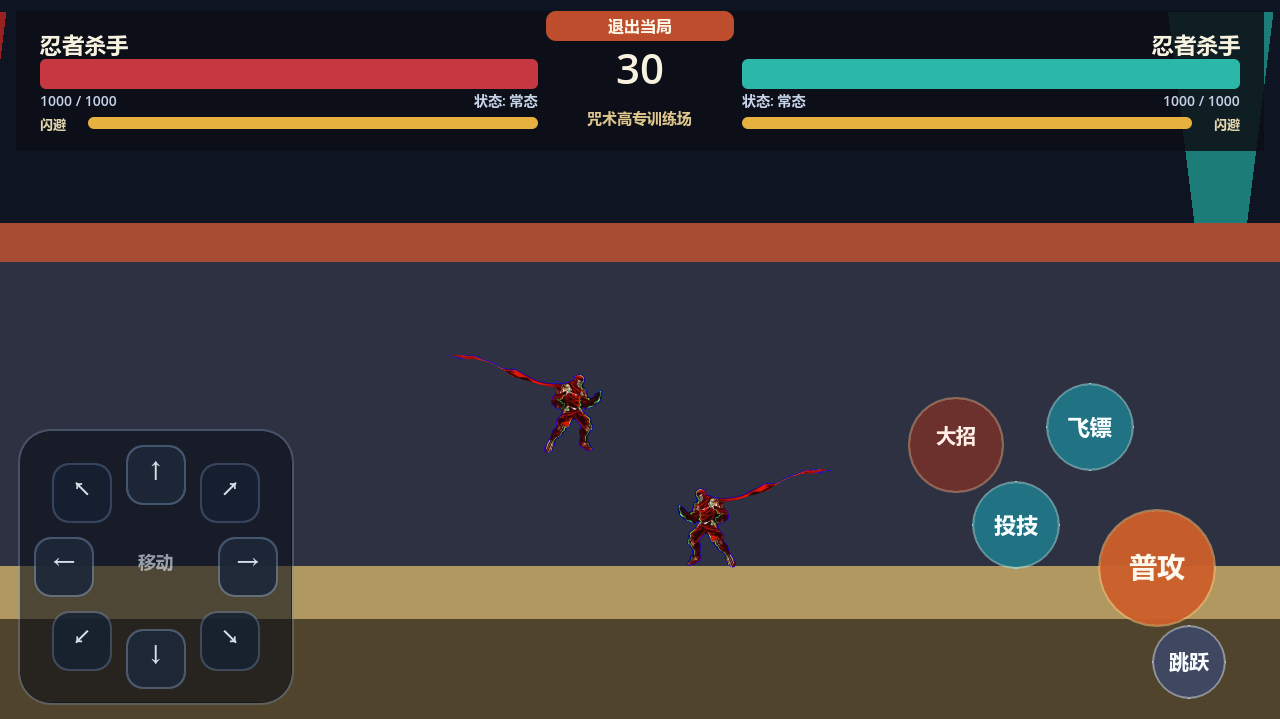 退出当局
忍者杀手
忍者杀手
30
1000 / 1000
状态: 常态
状态: 常态
1000 / 1000
闪避
咒术高专训练场
闪避
大招
飞镖
投技
普攻
跳跃
↖
↑
↗
←
移动
→
↙
↓
↘